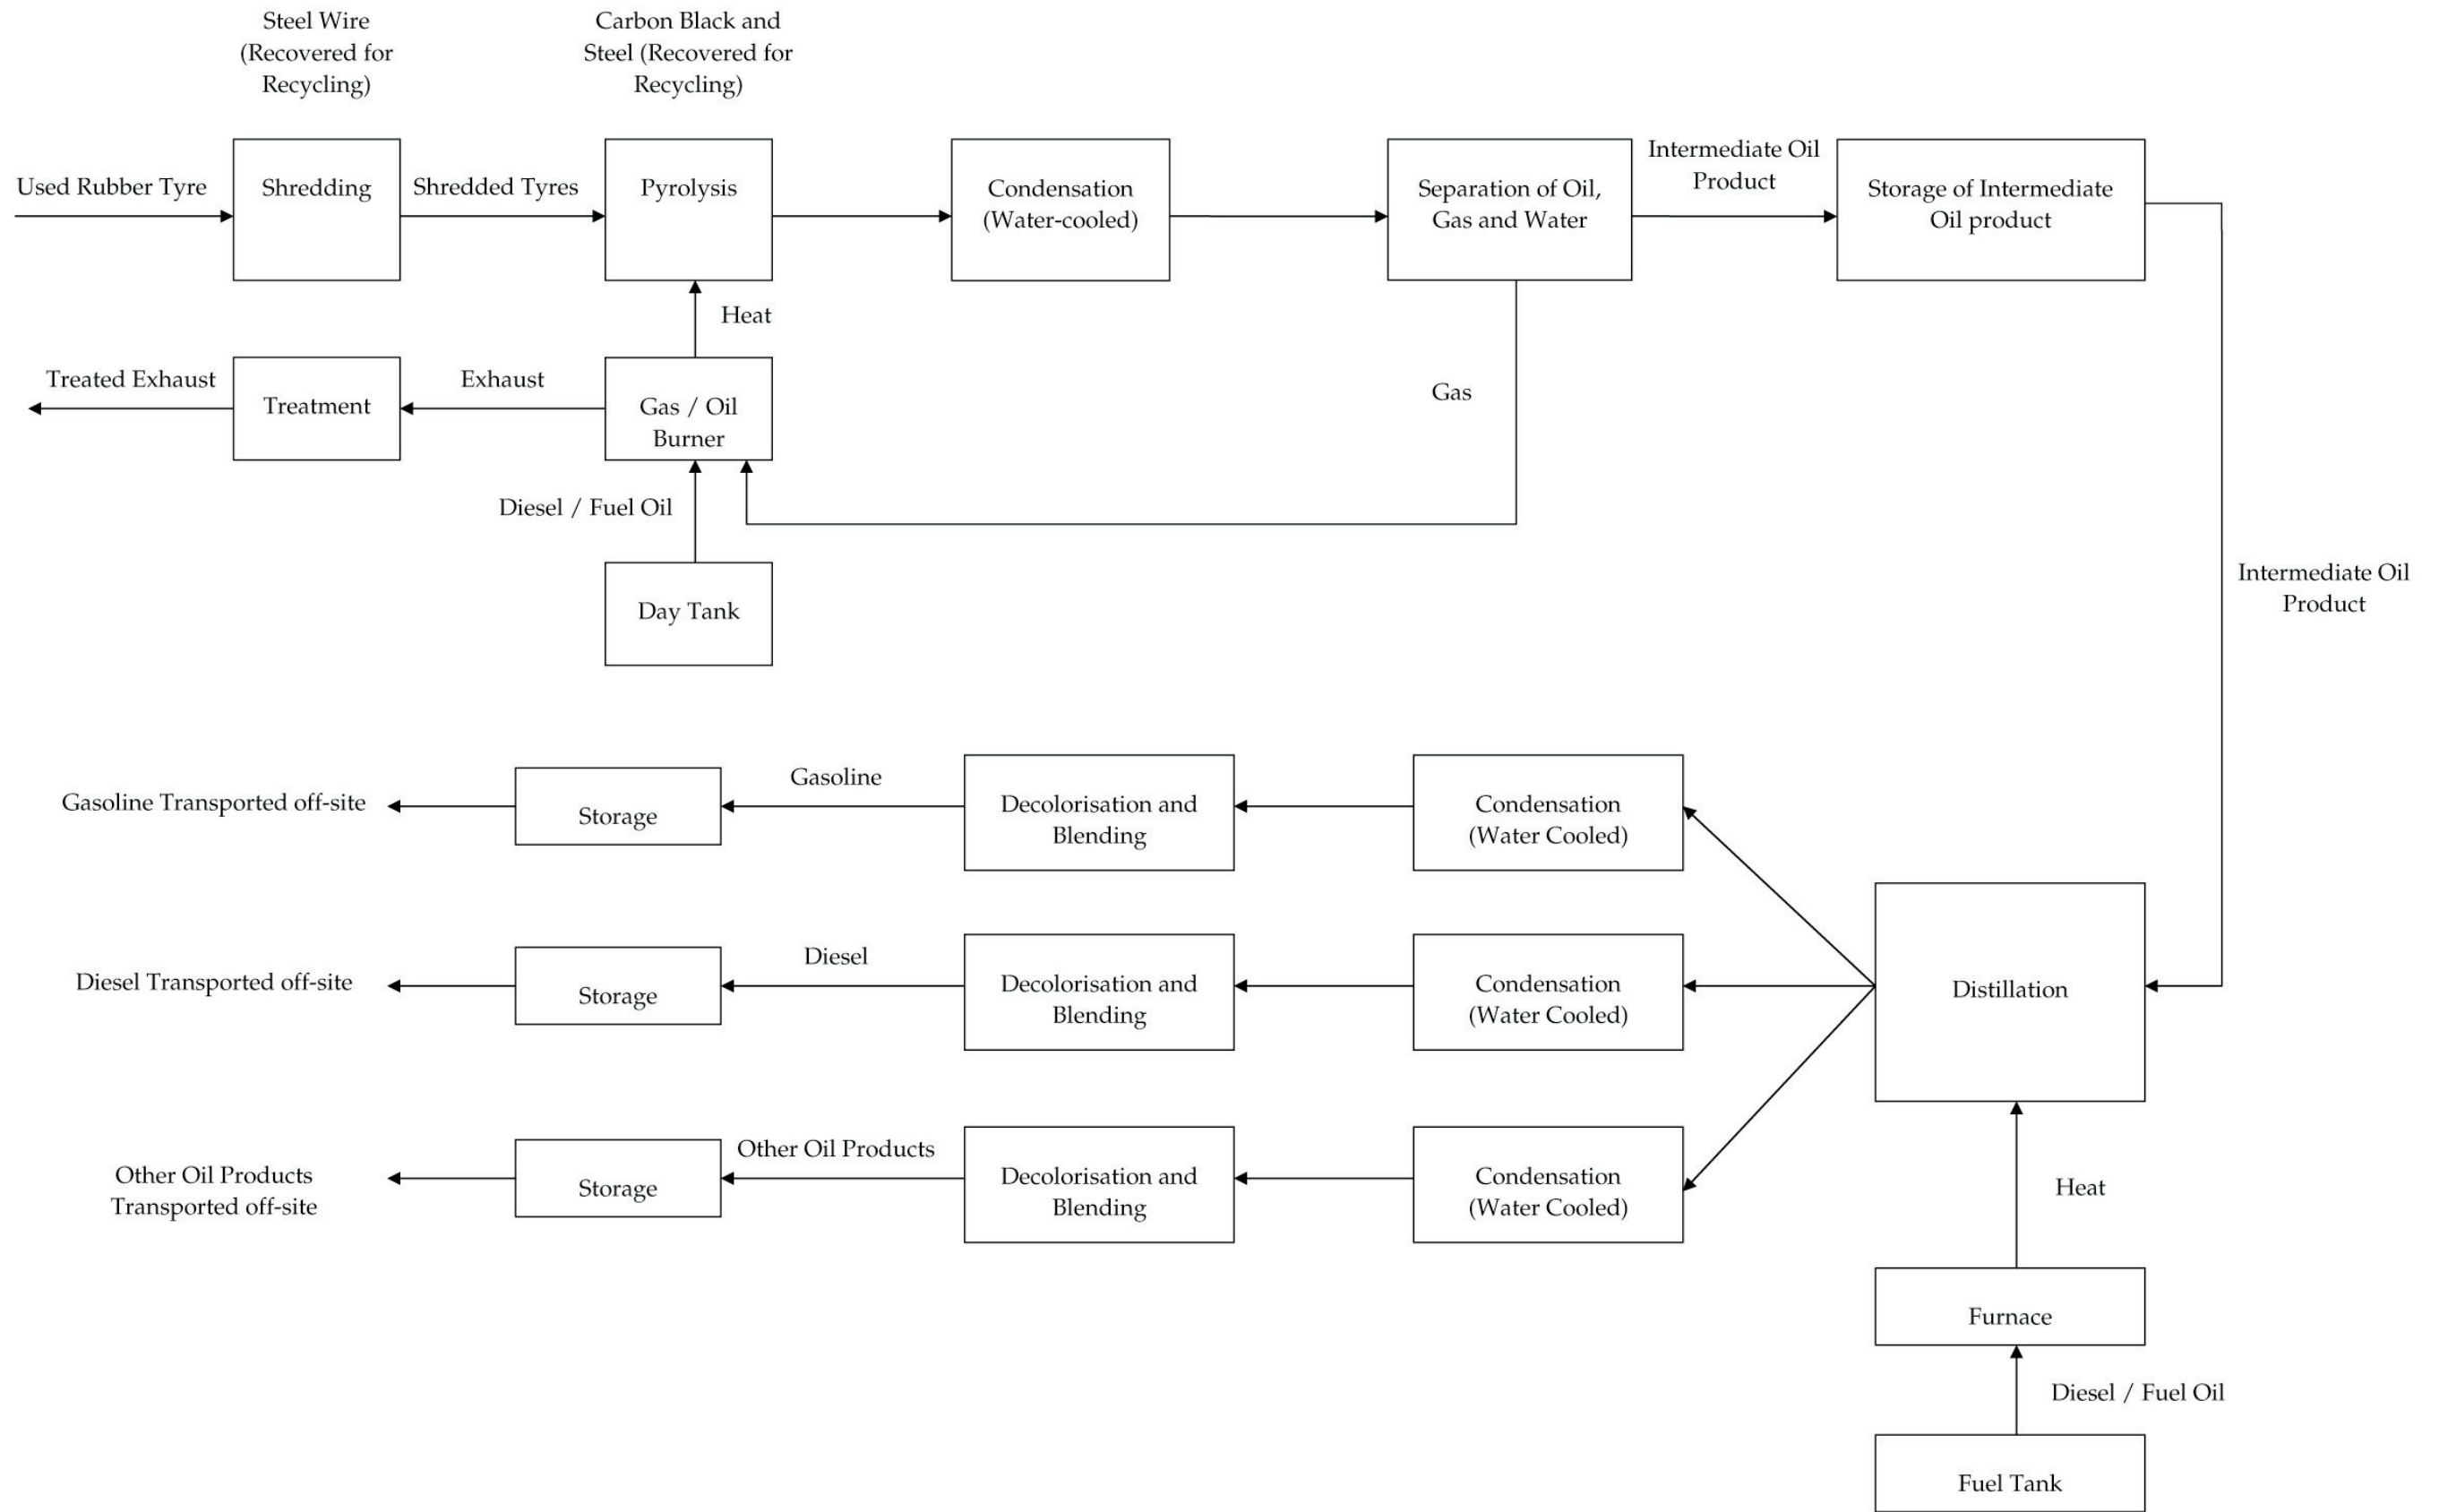 Steel Wire
(Recovered for
Recycling)
Carbon Black and
Steel (Recovered for
Recycling)
Used Rubber Tyre
Shredding
Shredded Tyres
Pyrolysis
Condensation
(Water-cooled)
Separation of Oil,
Gas and Water
Intermediate Oil
Product
Storage of Intermediate
Oil product
Heat
Treated Exhaust
Treatment
Exhaust
Gas / Oil
Burner
Gas
Diesel / Fuel Oil
Day Tank
Intermediate Oil
Product
Gasoline Transported off-site
Storage
Gasoline
Decolorisation and
Blending
Condensation
(Water Cooled)
Diesel Transported off-site
Storage
Diesel
Decolorisation and
Blending
Condensation
(Water Cooled)
Distillation
Other Oil Products
Transported off-site
Storage
Other Oil Products
Decolorisation and
Blending
Condensation
(Water Cooled)
Heat
Furnace
Diesel / Fuel Oil
Fuel Tank